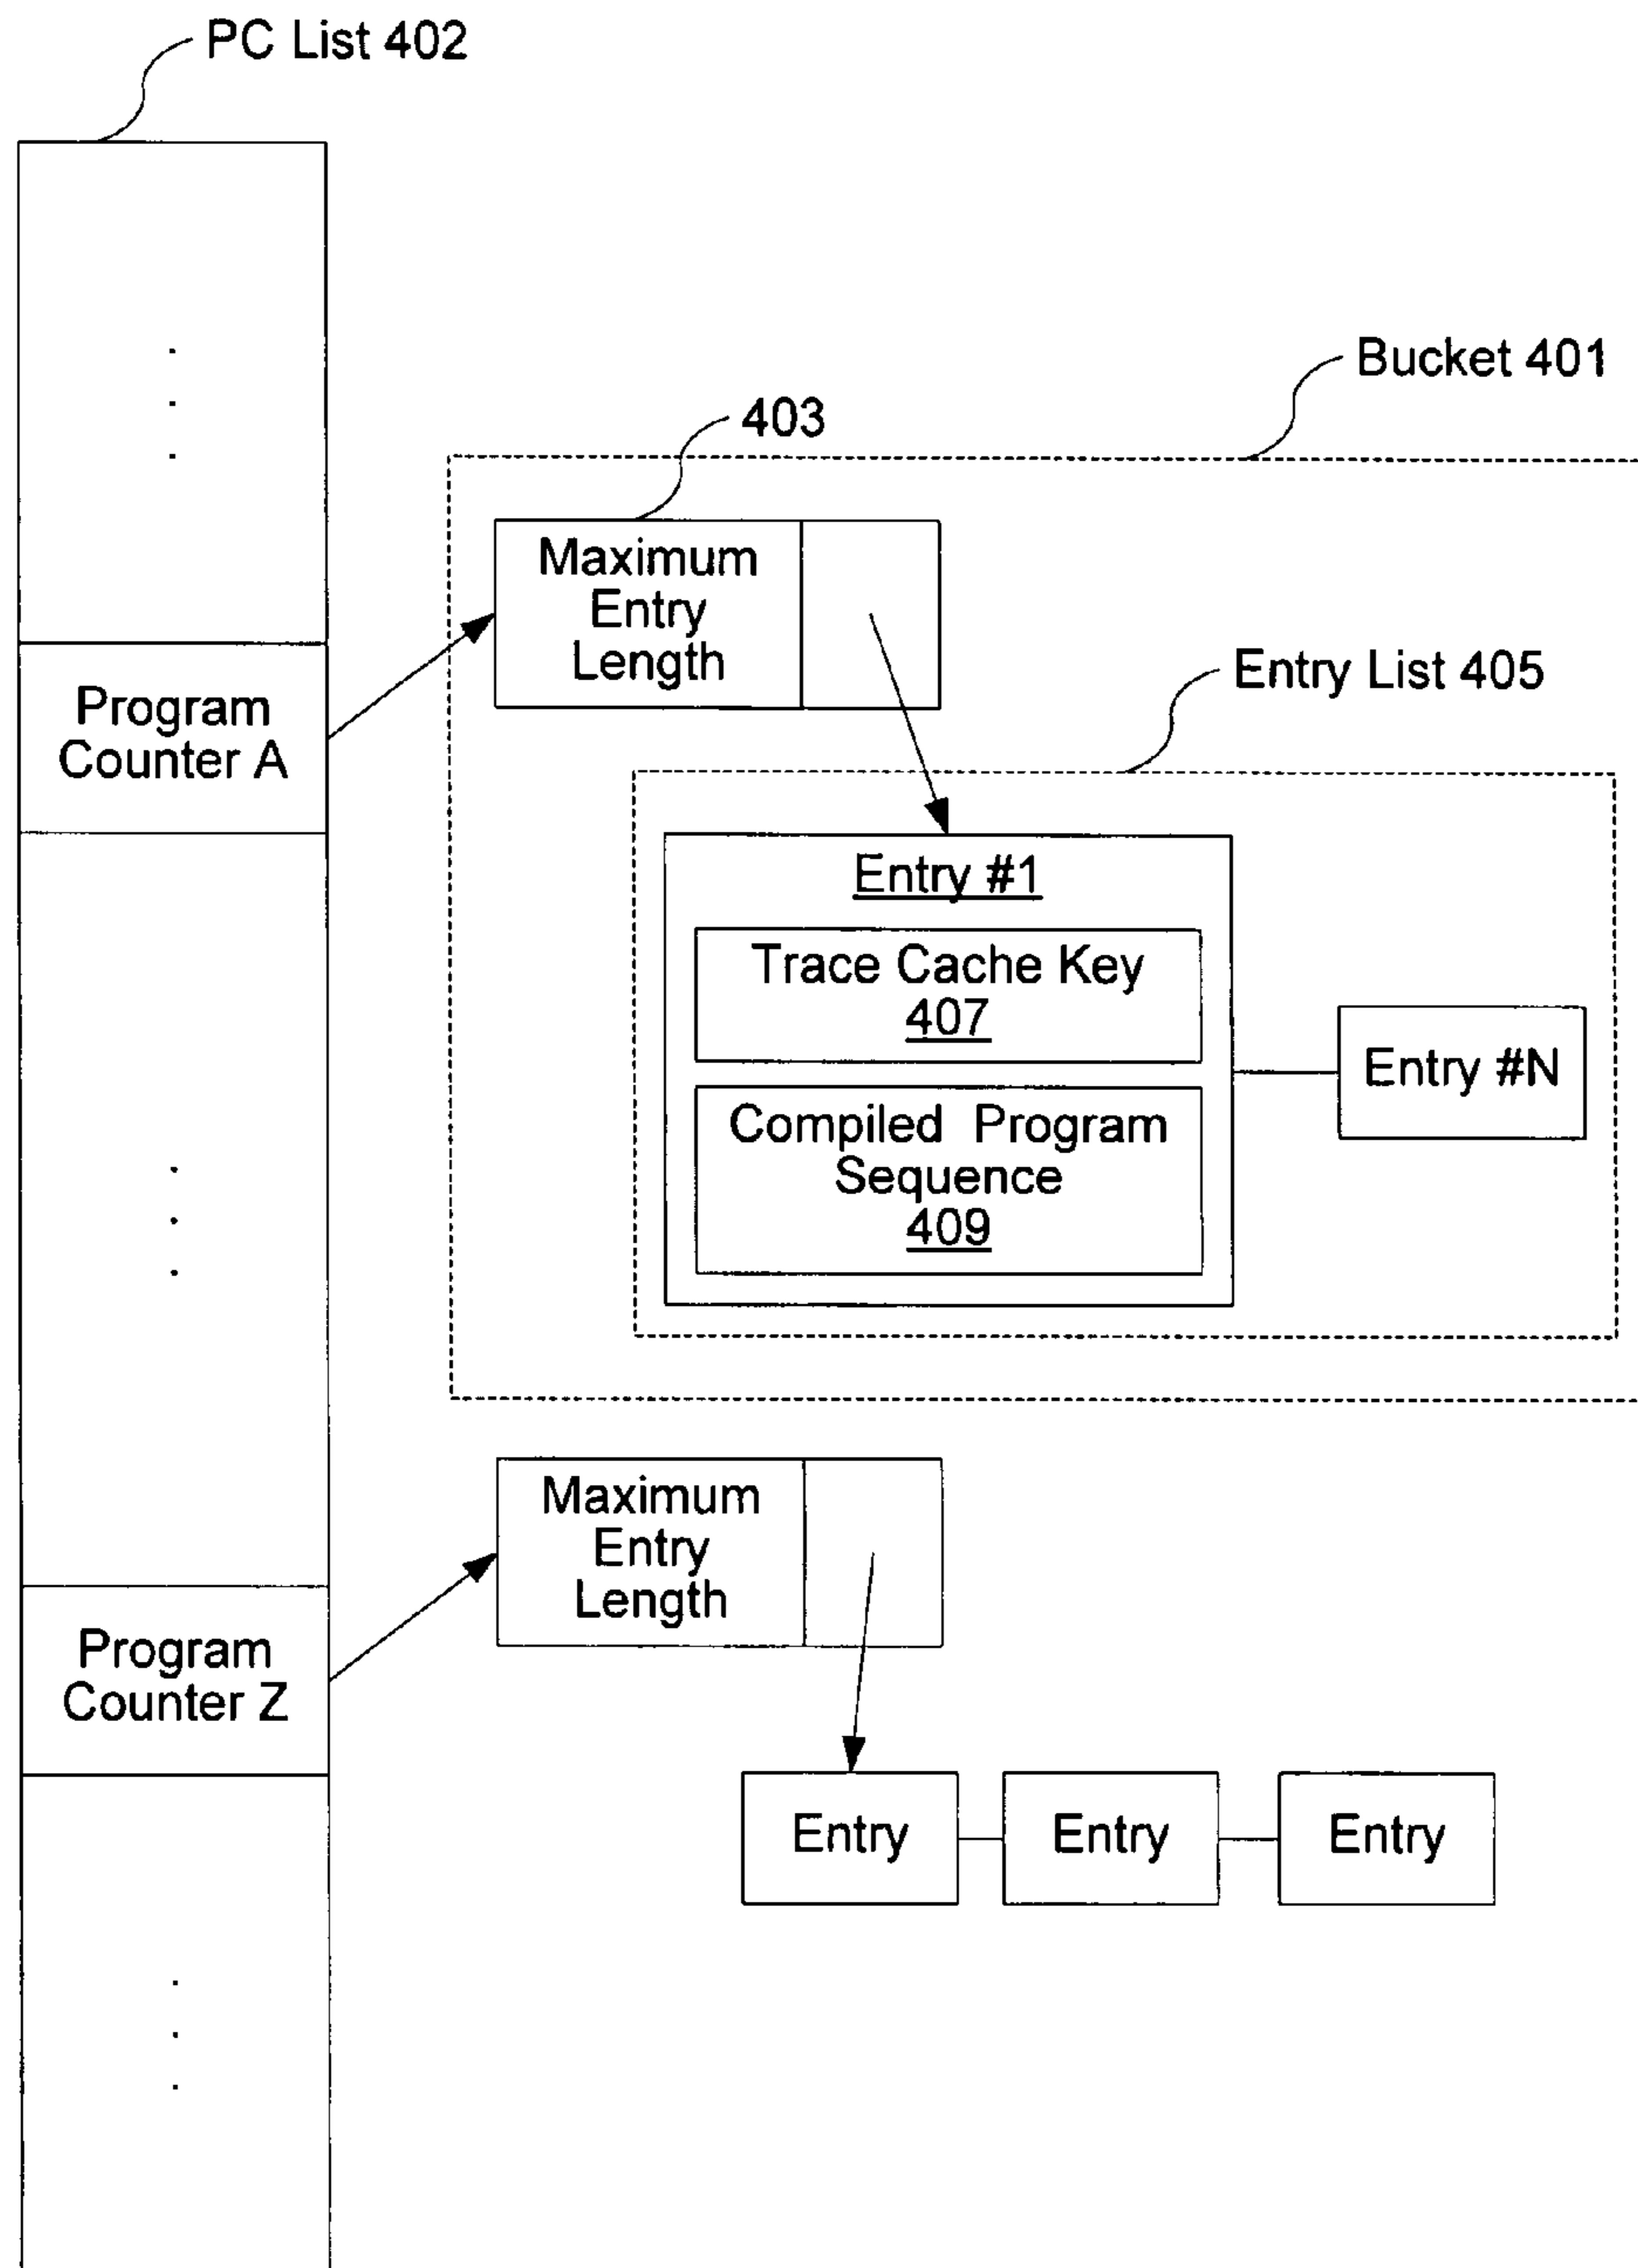 PC List 402
Bucket 401
403
Maximum
Entry
Length
Entry List 405
Program
Counter A
Entry #1
Trace Cache Key
407
Entry #N
Compiled Program
Sequence
409
Maximum
Entry
Length
Program
Counter Z
Entry
Entry
Entry